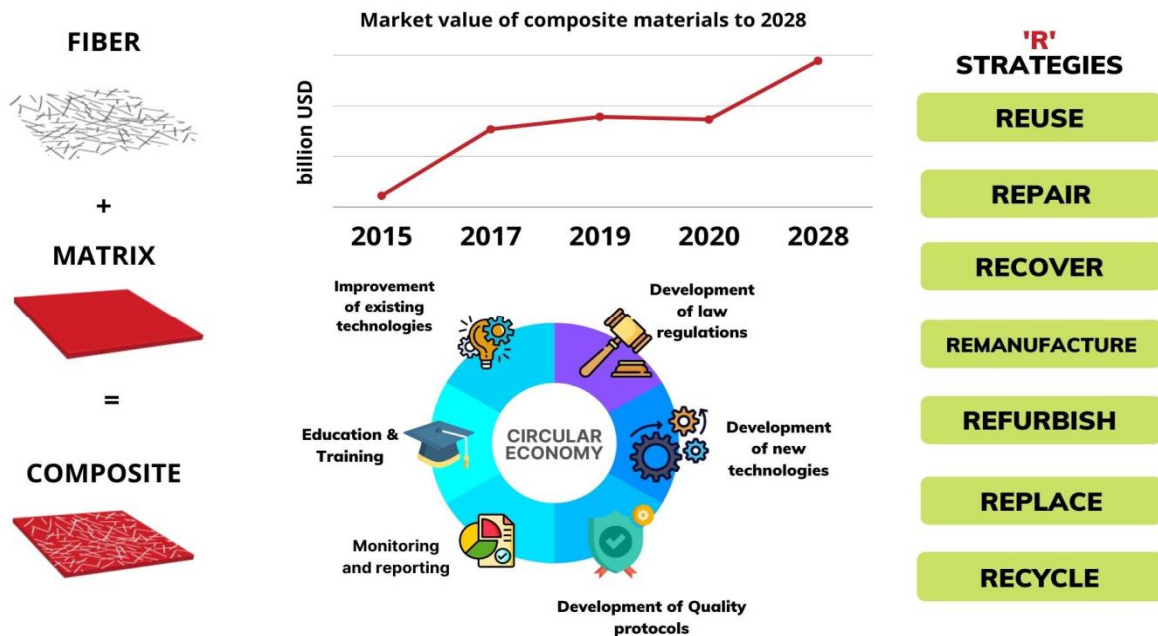 FIBER
+
MATRIX
=
COMPOSITE
Market value of composite materials to 2028
billion USD
2015 2017 2019 2020 2028
Improvement
of existing
technologies
Development
of law
regulations
Education &
Training
CIRCULAR
ECONOMY
Development
of new
technologies
Monitoring
and reporting
Development of Quality
protocols
'R'
STRATEGIES
REUSE
REPAIR
RECOVER
REMANUFACTURE
REFURBISH
REPLACE
RECYCLE